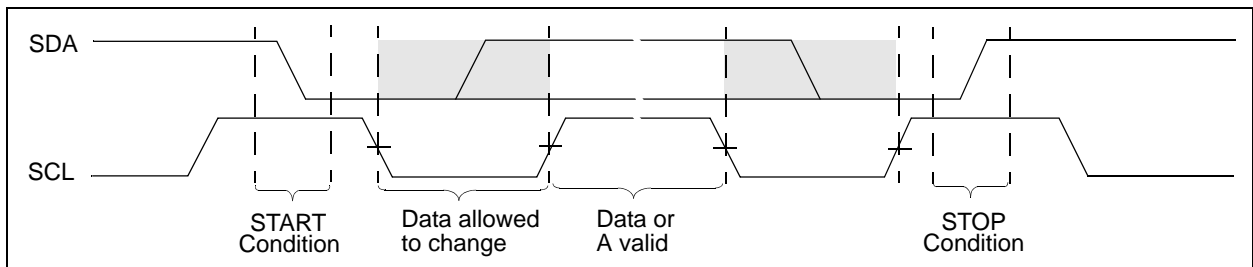 SDA
SCL
START
Condition
Data allowed
to change
Data or
A valid
STOP
Condition